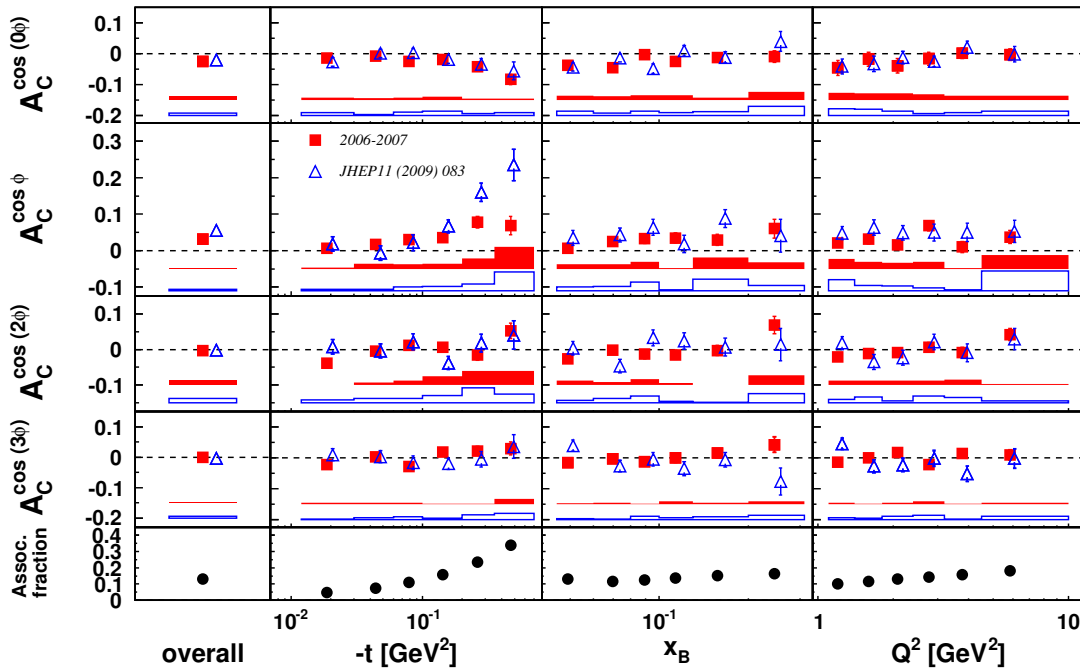 A_C^cos (0ϕ)
0.1
0
-0.1
-0.2
A_C^cos ϕ
0.3
0.2
0.1
0
-0.1
2006-2007
JHEP11 (2009) 083
A_C^cos (2ϕ)
0.1
0
-0.1
A_C^cos (3ϕ)
0.1
0
-0.1
-0.2
Assoc. fraction
0.4
0.3
0.2
0.1
0
10^-2 10^-1 10^-1 1 10
overall -t [GeV^2] x_B Q^2 [GeV^2]